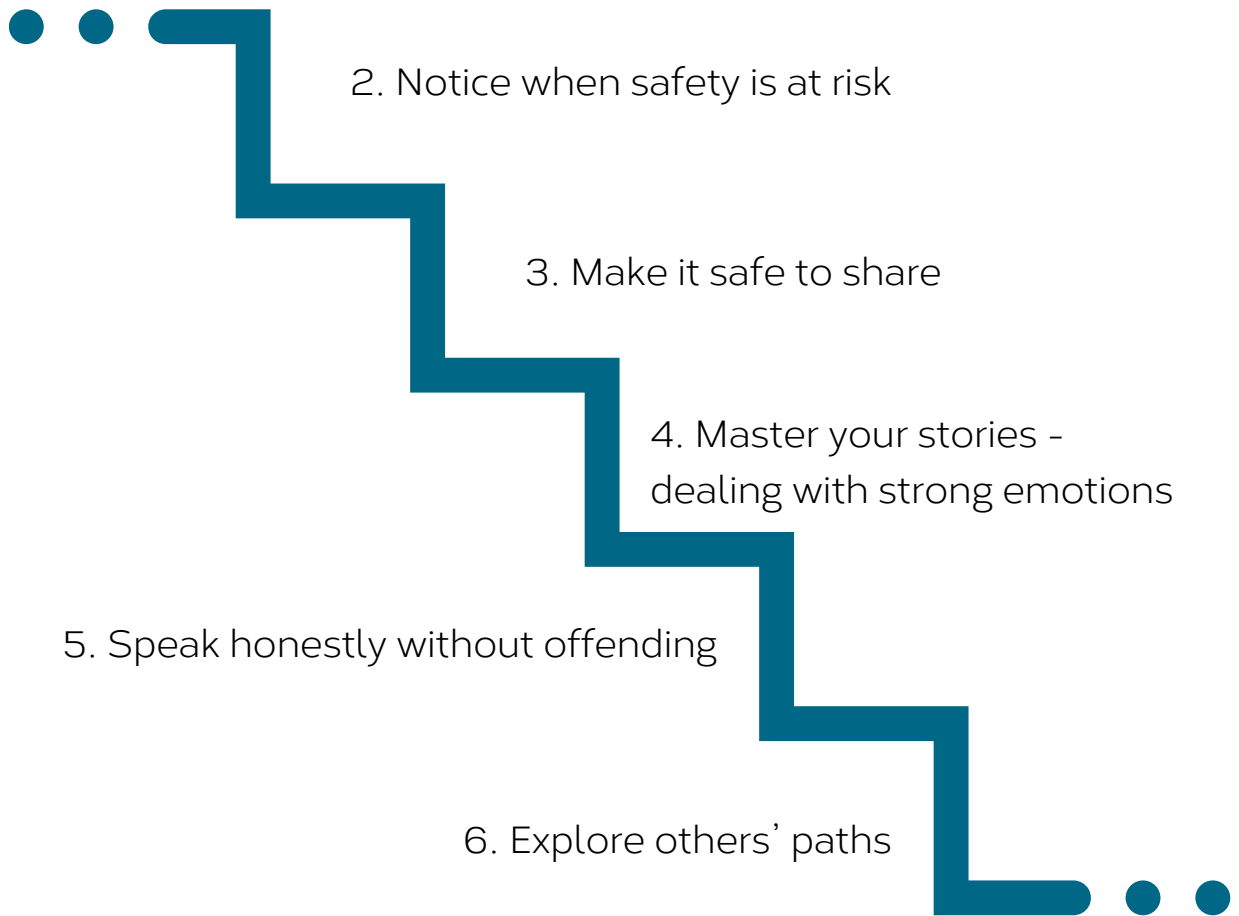 2. Notice when safety is at risk
3. Make it safe to share
4. Master your stories -
dealing with strong emotions
5. Speak honestly without offending
6. Explore others’ paths